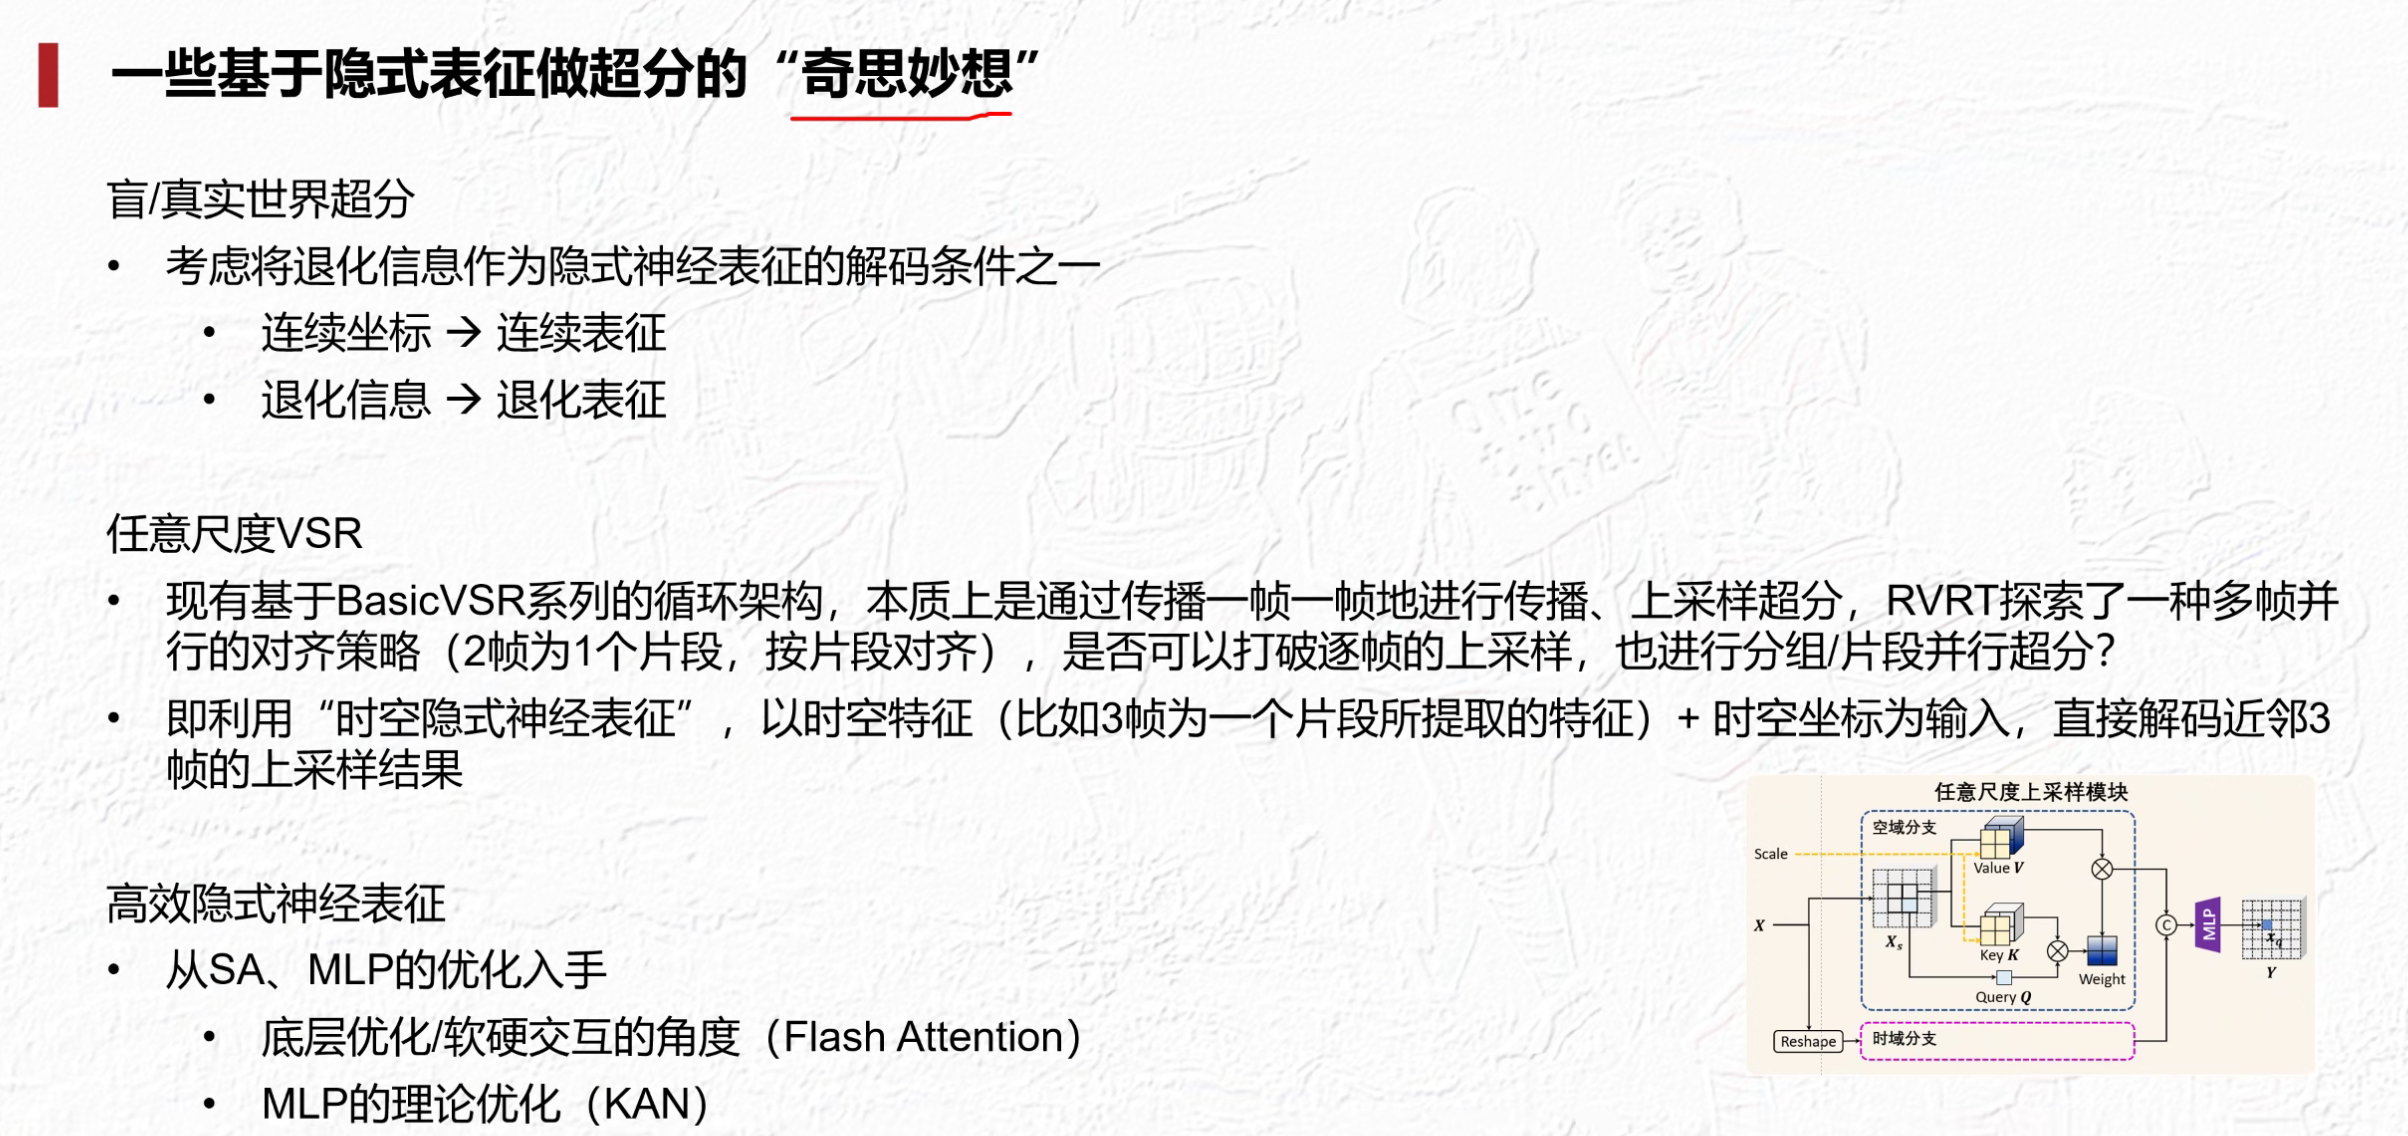 一些基于隐式表征做超分的“奇思妙想”
盲/真实世界超分
• 考虑将退化信息作为隐式神经表征的解码条件之一
• 连续坐标 → 连续表征
• 退化信息 → 退化表征
任意尺度VSR
• 现有基于BasicVSR系列的循环架构，本质上是通过传播一帧一帧地进行传播、上采样超分，RVRT探索了一种多帧并
行的对齐策略（2帧为1个片段，按片段对齐），是否可以打破逐帧的上采样，也进行分组/片段并行超分？
• 即利用“时空隐式神经表征”，以时空特征（比如3帧为一个片段所提取的特征）+ 时空坐标为输入，直接解码近邻3
帧的上采样结果
高效隐式神经表征
• 从SA、MLP的优化入手
• 底层优化/软硬交互的角度（Flash Attention）
• MLP的理论优化（KAN）
任意尺度上采样模块
空域分支
Scale
Value V
X
Xs
Key K
Weight
Query Q
C
MLP
xq
Y
Reshape
时域分支